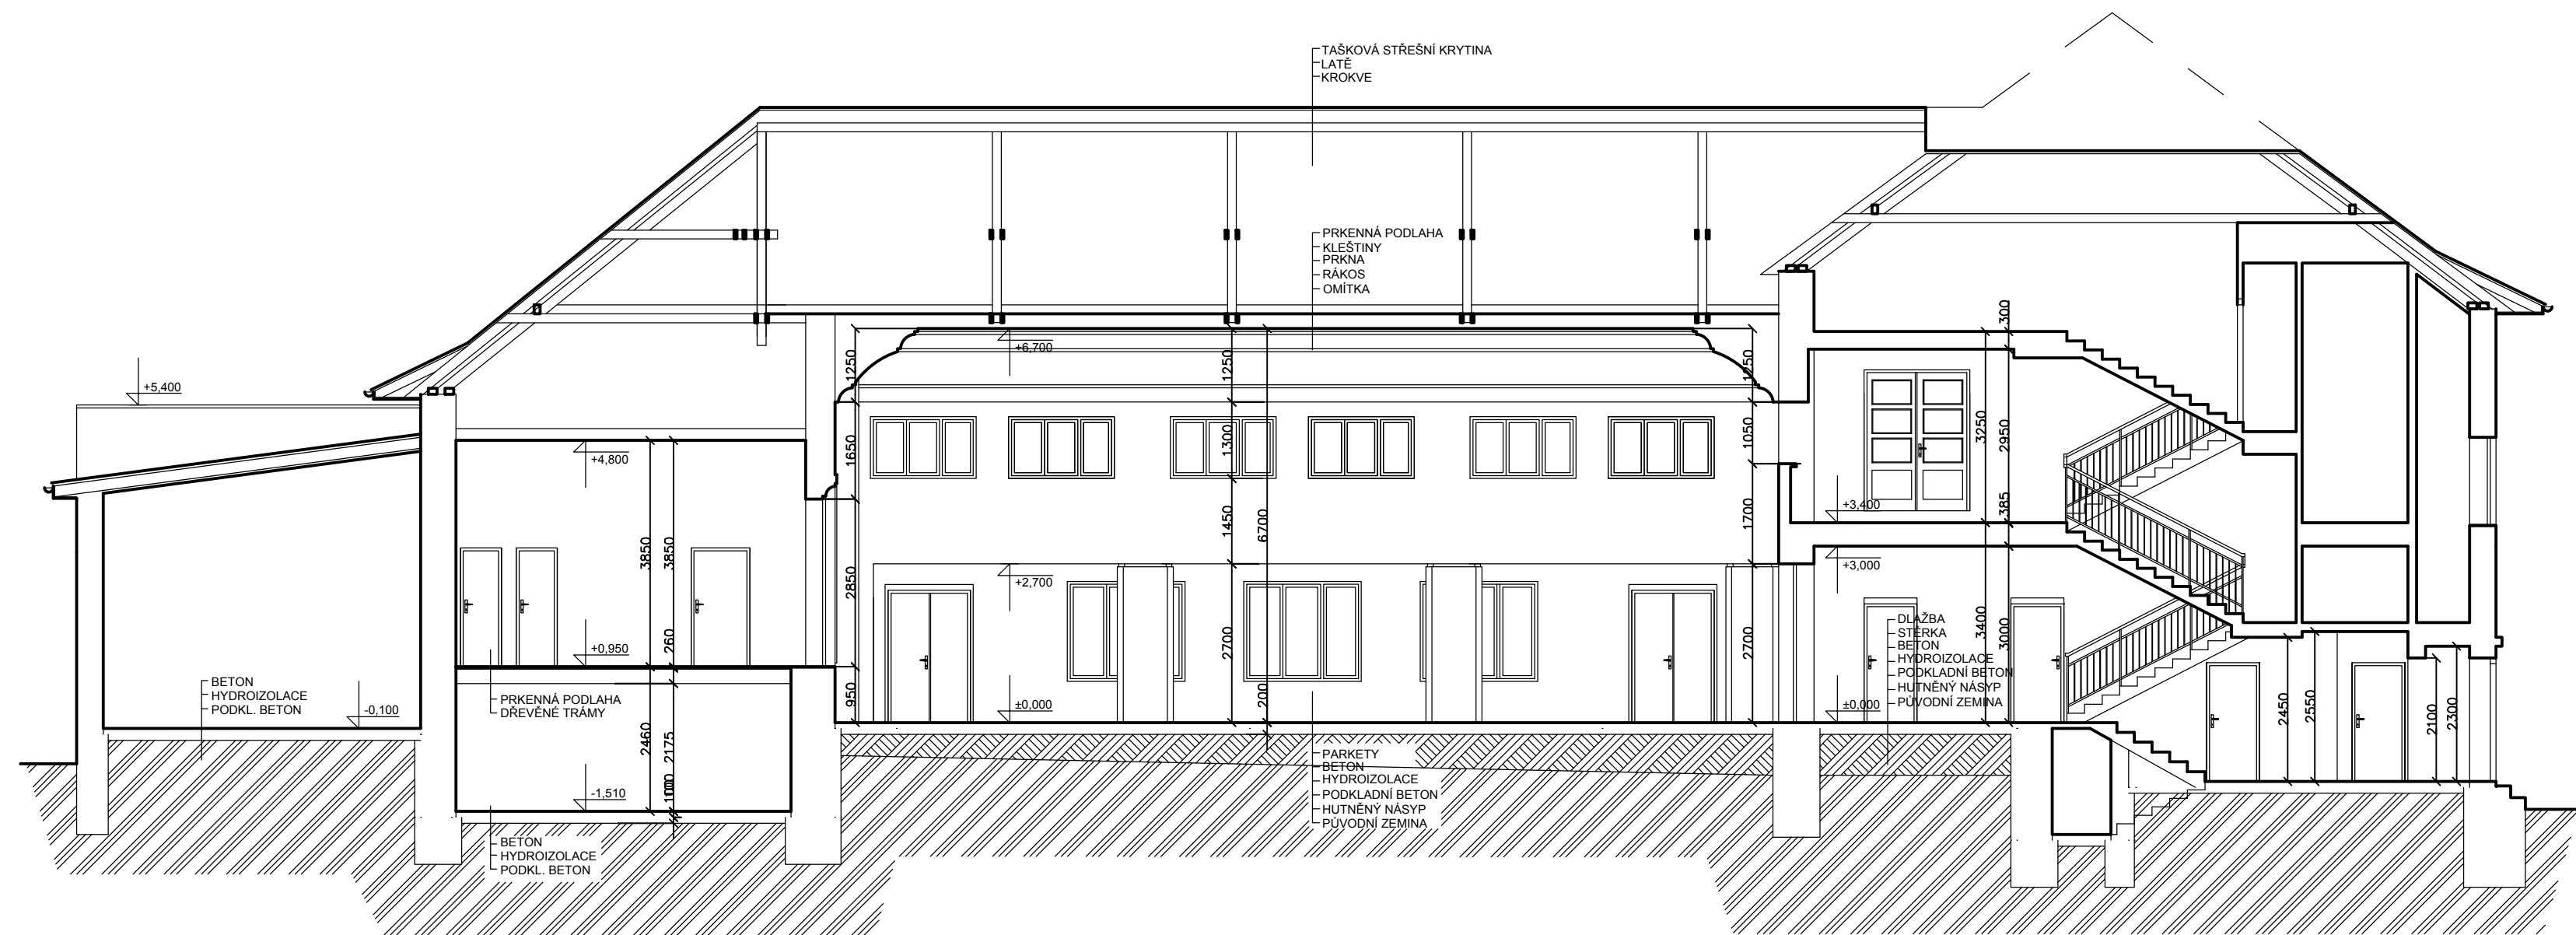 TAŠKOVÁ STŘEŠNÍ KRYTINA
LATĚ
KROKVE
PRKENNÁ PODLAHA
KLEŠTINY
PRKNA
RÁKOS
OMÍTKA
+5,400
+4,800
+0,950
-0,100
-1,510
+6,700
+2,700
±0,000
+3,400
+3,000
±0,000
BETON
HYDROIZOLACE
PODKL. BETON
PRKENNÁ PODLAHA
DŘEVĚNÉ TRÁMY
BETON
HYDROIZOLACE
PODKL. BETON
PARKETY
BETON
HYDROIZOLACE
PODKLADNÍ BETON
HUTNĚNÝ NÁSYP
PŮVODNÍ ZEMINA
DLAŽBA
STĚRKA
BETON
HYDROIZOLACE
PODKLADNÍ BETON
HUTNĚNÝ NÁSYP
PŮVODNÍ ZEMINA
3850
3850
260
2460
2175
100
1250
1650
2850
950
1250
1300
1450
2700
6700
200
1250
1050
1700
2700
300
3250
2950
385
3400
3000
2450
2550
2100
2300